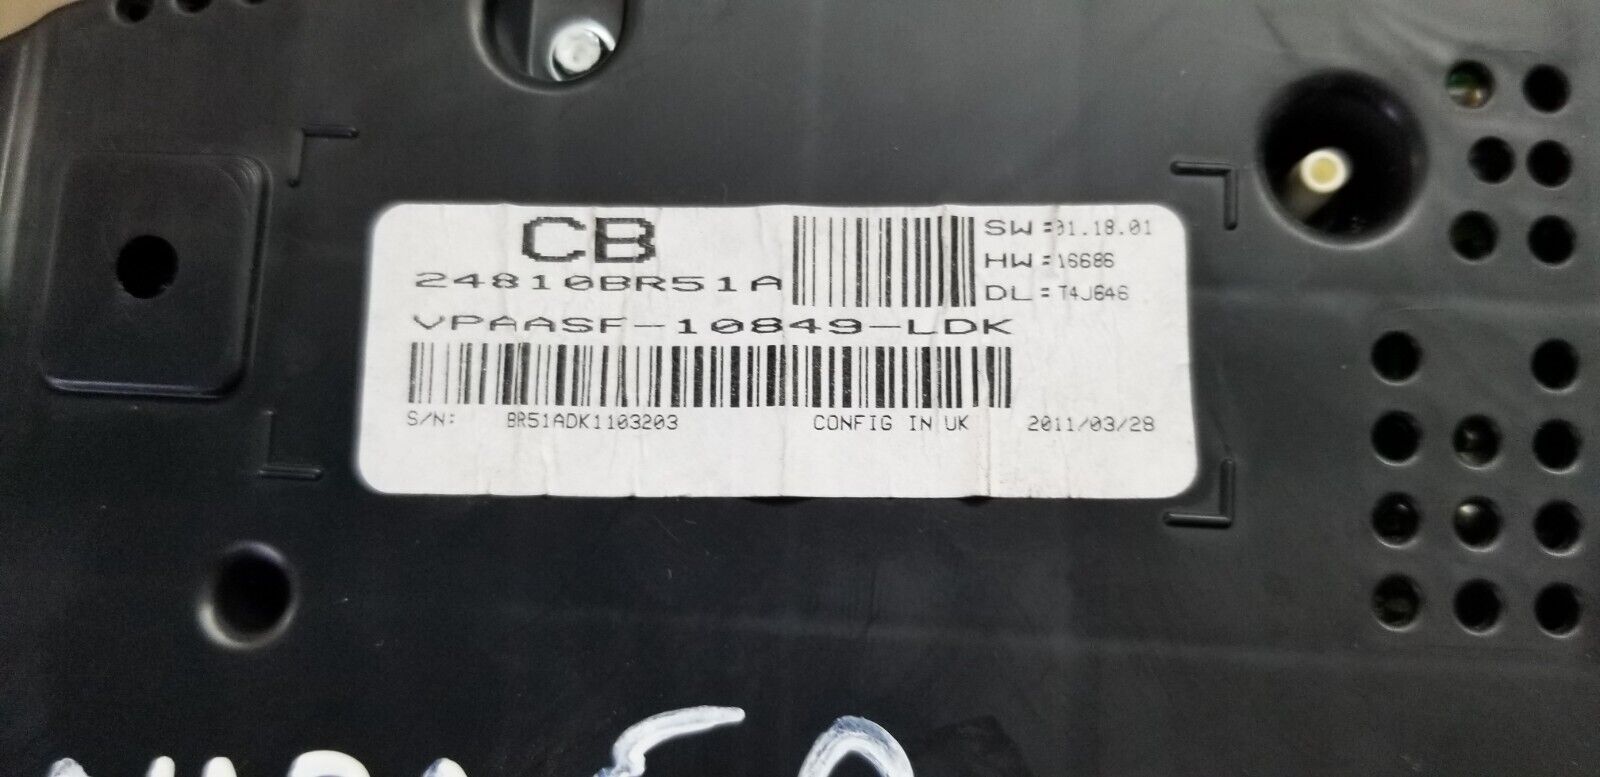 CB
24810BR51A
SW =01.18.01
HW =16686
DL = T4J646
VPAASF-10849-LDK
S/N: BR51ADK1103203 CONFIG IN UK 2011/03/28